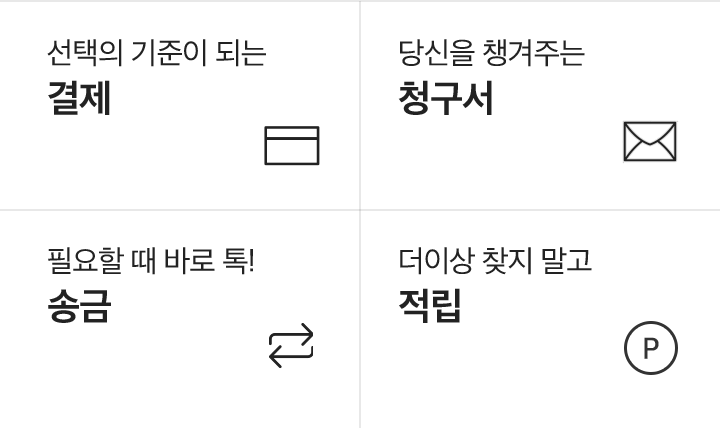 선택의 기준이 되는
결제
당신을 챙겨주는
청구서
필요할 때 바로 톡!
송금
더이상 찾지 말고
적립
P